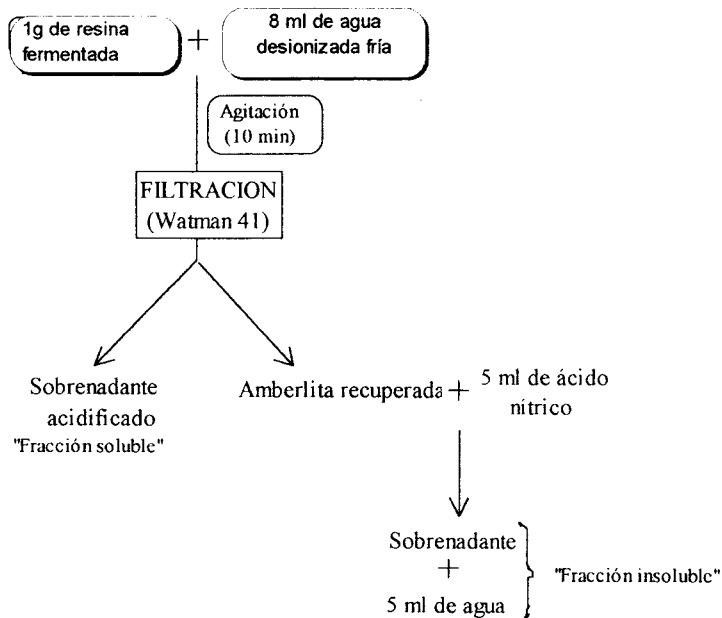 1g de resina
fermentada
+
8 ml de agua
desionizada fría
Agitación
(10 min)
FILTRACION
(Watman 41)
Sobrenadante
acidificado
"Fracción soluble"
Amberlita recuperada + 5 ml de ácido
nítrico
Sobrenadante
+
5 ml de agua
"Fracción insoluble"